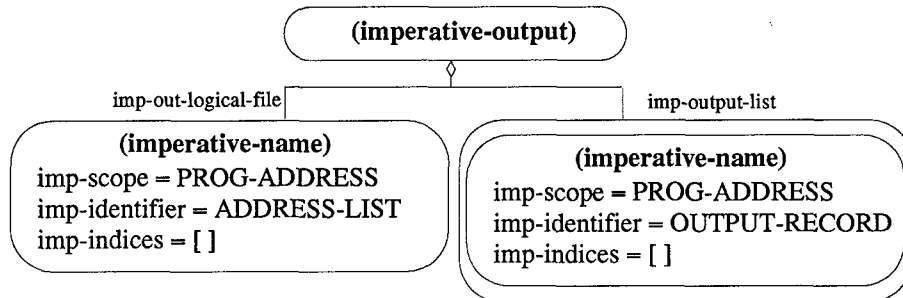 (imperative-output)
imp-out-logical-file
imp-output-list
(imperative-name)
imp-scope = PROG-ADDRESS
imp-identifier = ADDRESS-LIST
imp-indices = [ ]
(imperative-name)
imp-scope = PROG-ADDRESS
imp-identifier = OUTPUT-RECORD
imp-indices = [ ]